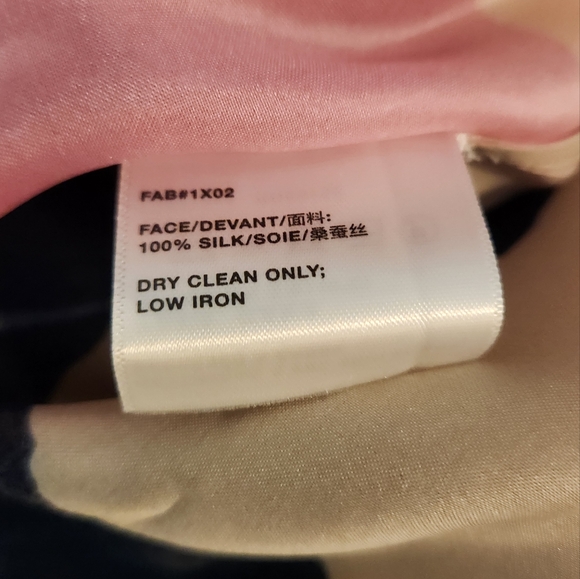 FAB#1X02
FACE/DEVANT/面料:
100% SILK/SOIE/桑蚕丝
DRY CLEAN ONLY;
LOW IRON